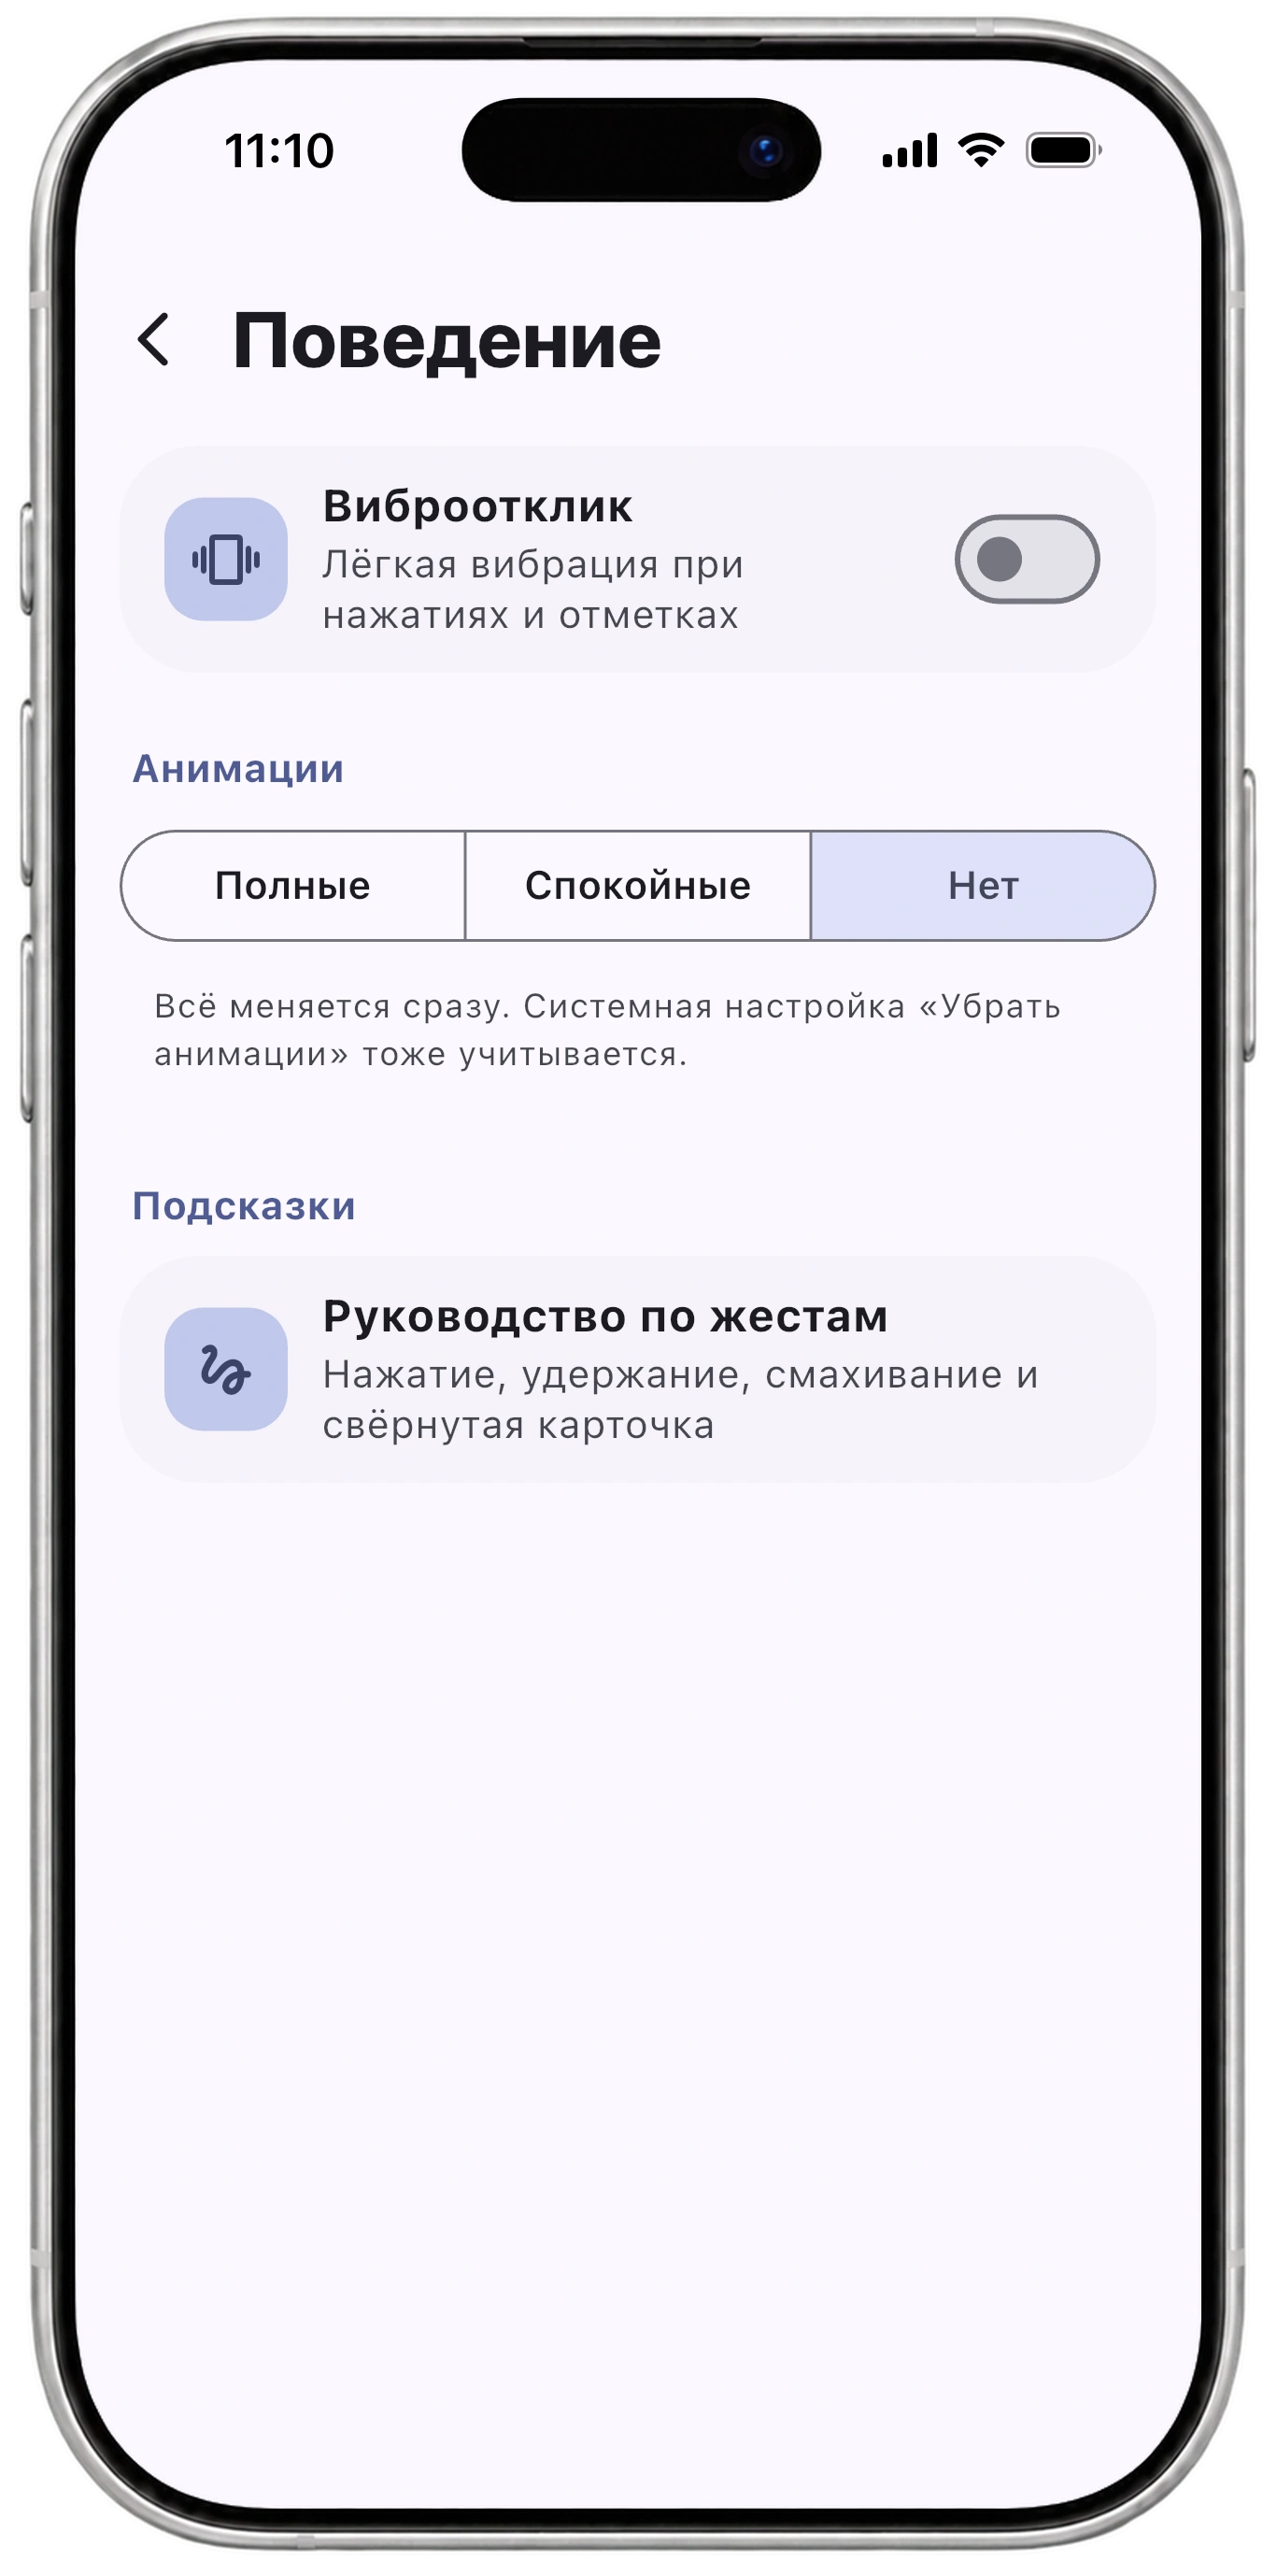 11:10
Поведение
Виброотклик
Лёгкая вибрация при
нажатиях и отметках
Анимации
Полные
Спокойные
Нет
Всё меняется сразу. Системная настройка «Убрать
анимации» тоже учитывается.
Подсказки
Руководство по жестам
Нажатие, удержание, смахивание и
свёрнутая карточка